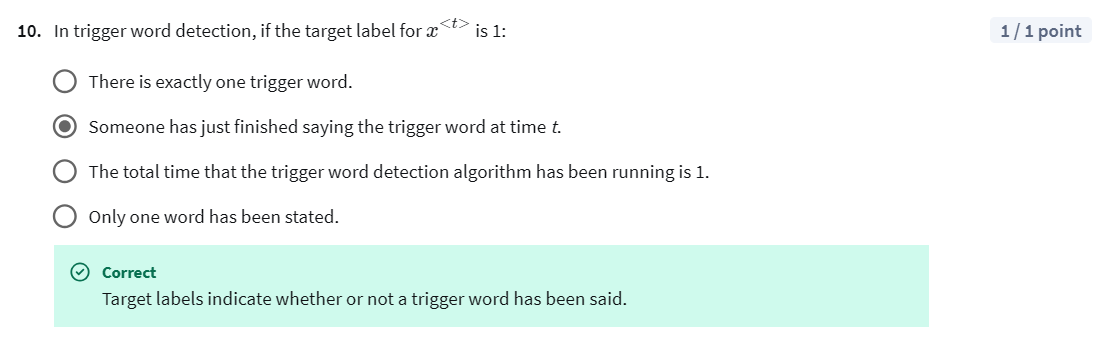 10. In trigger word detection, if the target label for x<t> is 1:
1 / 1 point
There is exactly one trigger word.
Someone has just finished saying the trigger word at time t.
The total time that the trigger word detection algorithm has been running is 1.
Only one word has been stated.
Correct
Target labels indicate whether or not a trigger word has been said.